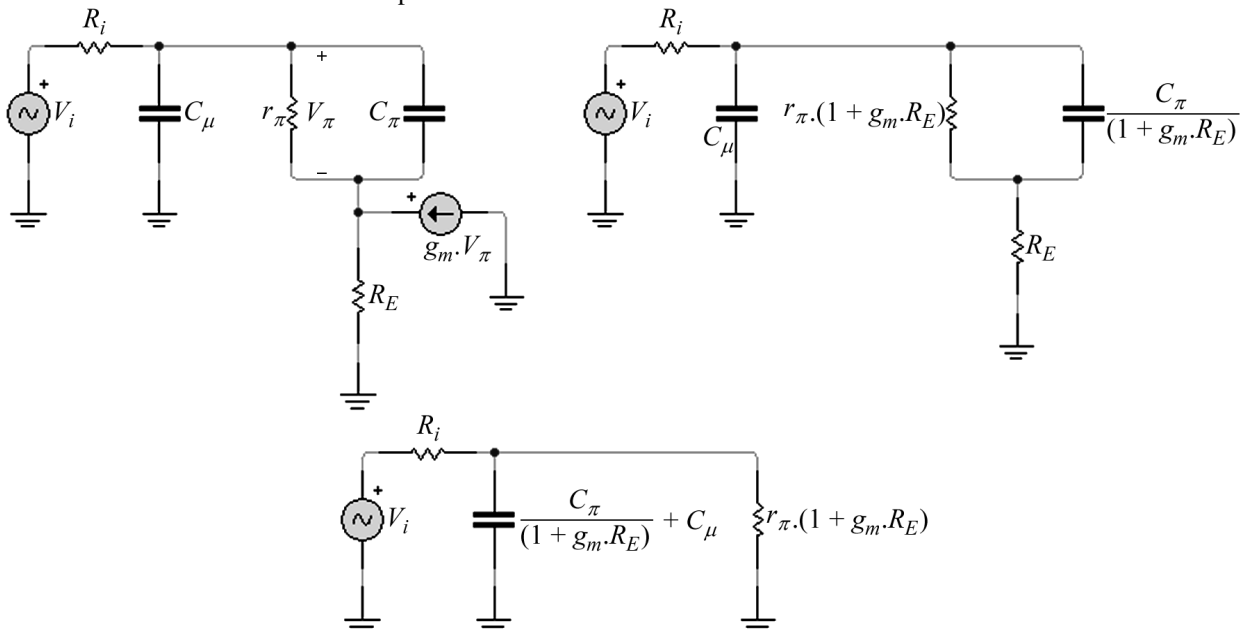 R_i
+
V_i
C_μ
r_π
+
V_π
−
C_π
+
g_m.V_π
R_E
R_i
+
V_i
C_μ
r_π.(1 + g_m.R_E)
C_π
(1 + g_m.R_E)
R_E
R_i
+
V_i
C_π
(1 + g_m.R_E)
+ C_μ
r_π.(1 + g_m.R_E)